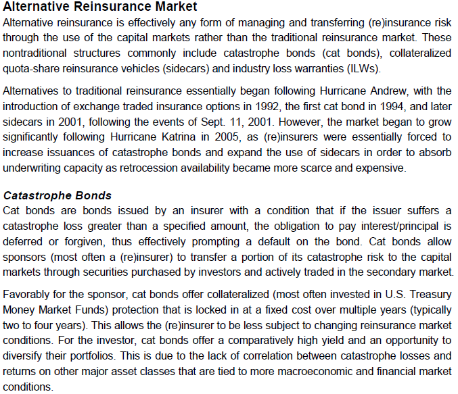 Alternative Reinsurance Market
Alternative reinsurance is effectively any form of managing and transferring (re)insurance risk
through the use of the capital markets rather than the traditional reinsurance market. These
nontraditional structures commonly include catastrophe bonds (cat bonds), collateralized
quota-share reinsurance vehicles (sidecars) and industry loss warranties (ILWs).
Alternatives to traditional reinsurance essentially began following Hurricane Andrew, with the
introduction of exchange traded insurance options in 1992, the first cat bond in 1994, and later
sidecars in 2001, following the events of Sept. 11, 2001. However, the market began to grow
significantly following Hurricane Katrina in 2005, as (re)insurers were essentially forced to
increase issuances of catastrophe bonds and expand the use of sidecars in order to absorb
underwriting capacity as retrocession availability became more scarce and expensive.
Catastrophe Bonds
Cat bonds are bonds issued by an insurer with a condition that if the issuer suffers a
catastrophe loss greater than a specified amount, the obligation to pay interest/principal is
deferred or forgiven, thus effectively prompting a default on the bond. Cat bonds allow
sponsors (most often a (re)insurer) to transfer a portion of its catastrophe risk to the capital
markets through securities purchased by investors and actively traded in the secondary market.
Favorably for the sponsor, cat bonds offer collateralized (most often invested in U.S. Treasury
Money Market Funds) protection that is locked in at a fixed cost over multiple years (typically
two to four years). This allows the (re)insurer to be less subject to changing reinsurance market
conditions. For the investor, cat bonds offer a comparatively high yield and an opportunity to
diversify their portfolios. This is due to the lack of correlation between catastrophe losses and
returns on other major asset classes that are tied to more macroeconomic and financial market
conditions.